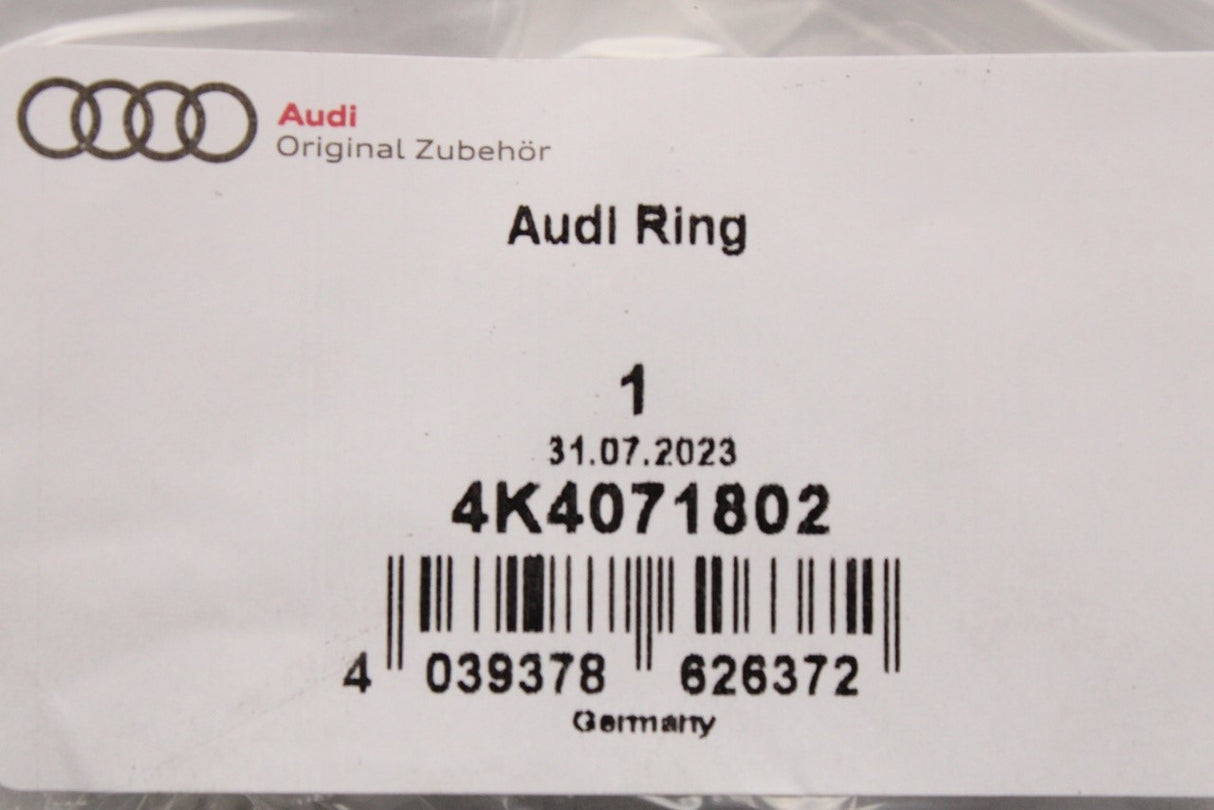 Audi
Original Zubehör
Audi Ring
1
31.07.2023
4K4071802
4 039378 626372
Germany